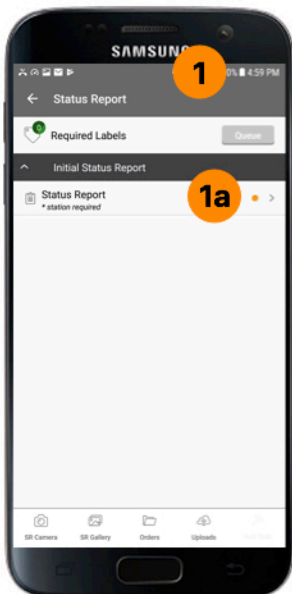 SAMSUNG
1
0% 4:59 PM
Status Report
0
Required Labels
Queue
Initial Status Report
1a
Status Report
* station required
SR Camera
SR Gallery
Orders
Uploads